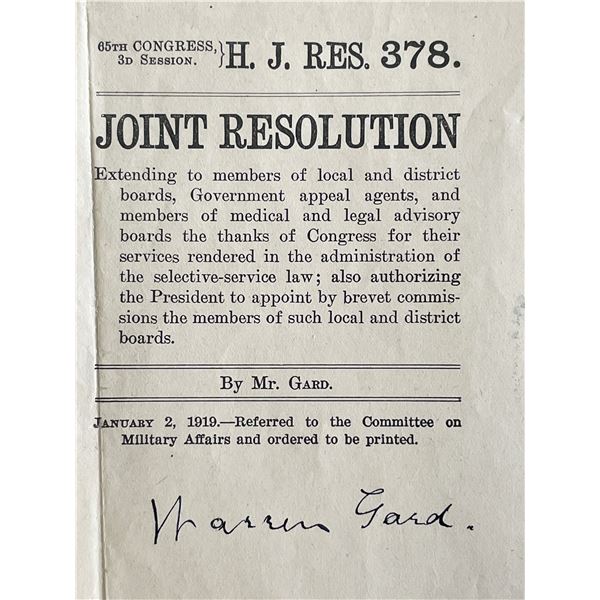 65TH CONGRESS, 3D SESSION. } H. J. RES. 378.
JOINT RESOLUTION
Extending to members of local and district
boards, Government appeal agents, and
members of medical and legal advisory
boards the thanks of Congress for their
services rendered in the administration of
the selective-service law; also authorizing
the President to appoint by brevet commis-
sions the members of such local and district
boards.
By Mr. GARD.
JANUARY 2, 1919.—Referred to the Committee on
Military Affairs and ordered to be printed.
Warren Gard.